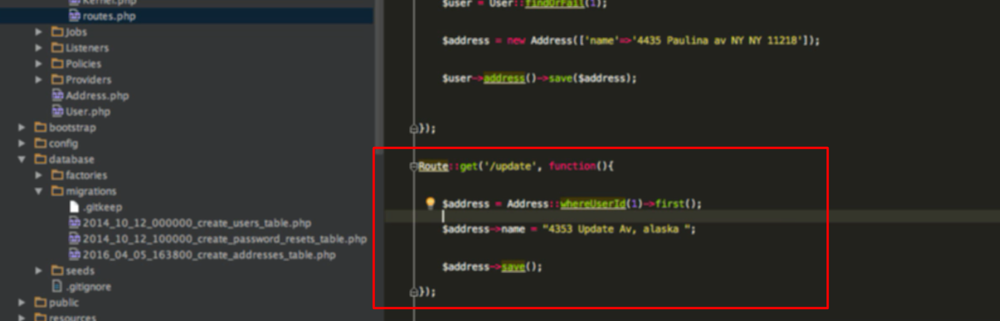 Kernel.php
routes.php
Jobs
Listeners
Policies
Providers
Address.php
User.php
bootstrap
config
database
factories
migrations
.gitkeep
2014_10_12_000000_create_users_table.php
2014_10_12_100000_create_password_resets_table.php
2016_04_05_163800_create_addresses_table.php
seeds
.gitignore
public
resources
$user = User::findOrFail(1);
$address = new Address(['name'=>'4435 Paulina av NY NY 11218']);
$user->address()->save($address);
});
Route::get('/update', function(){
$address = Address::whereUserId(1)->first();
$address->name = "4353 Update Av, alaska ";
$address->save();
});